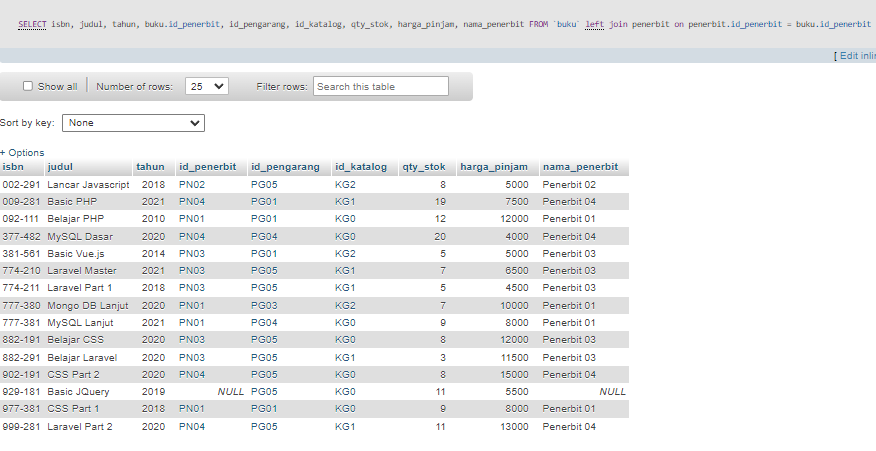 SELECT isbn, judul, tahun, buku.id_penerbit, id_pengarang, id_katalog, qty_stok, harga_pinjam, nama_penerbit FROM `buku` left join penerbit on penerbit.id_penerbit = buku.id_penerbit
[ Edit inli
Show all Number of rows: 25 Filter rows: Search this table
Sort by key: None
+ Options
isbn judul tahun id_penerbit id_pengarang id_katalog qty_stok harga_pinjam nama_penerbit
002-291 Lancar Javascript 2018 PN02 PG05 KG2 8 5000 Penerbit 02
009-281 Basic PHP 2021 PN04 PG01 KG1 19 7500 Penerbit 04
092-111 Belajar PHP 2010 PN01 PG01 KG0 12 12000 Penerbit 01
377-482 MySQL Dasar 2020 PN04 PG04 KG0 20 4000 Penerbit 04
381-561 Basic Vue.js 2014 PN03 PG01 KG2 5 5000 Penerbit 03
774-210 Laravel Master 2021 PN03 PG05 KG1 7 6500 Penerbit 03
774-211 Laravel Part 1 2018 PN03 PG05 KG1 5 4500 Penerbit 03
777-380 Mongo DB Lanjut 2020 PN01 PG03 KG2 7 10000 Penerbit 01
777-381 MySQL Lanjut 2021 PN01 PG04 KG0 9 8000 Penerbit 01
882-191 Belajar CSS 2020 PN03 PG05 KG0 8 12000 Penerbit 03
882-291 Belajar Laravel 2020 PN03 PG05 KG1 3 11500 Penerbit 03
902-191 CSS Part 2 2020 PN04 PG05 KG0 8 15000 Penerbit 04
929-181 Basic JQuery 2019 NULL PG05 KG0 11 5500 NULL
977-381 CSS Part 1 2018 PN01 PG01 KG0 9 8000 Penerbit 01
999-281 Laravel Part 2 2020 PN04 PG05 KG1 11 13000 Penerbit 04